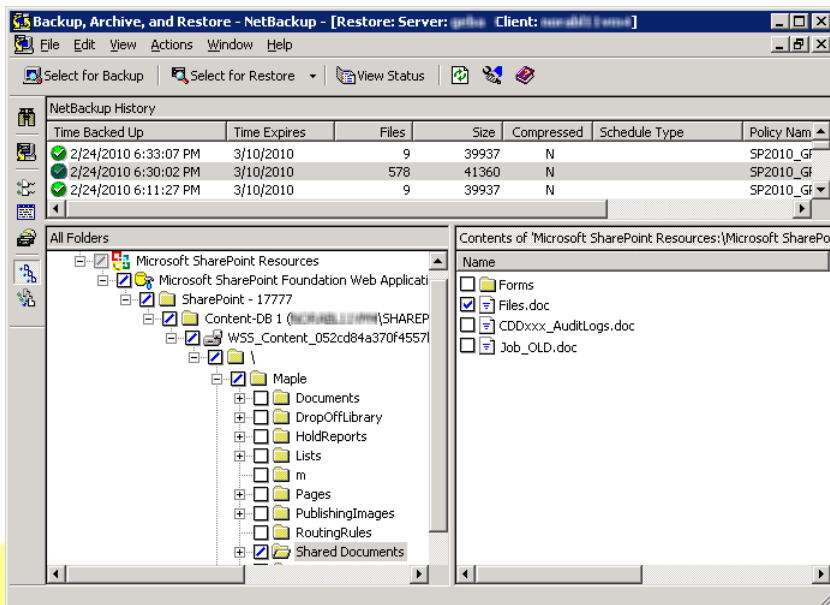 Backup, Archive, and Restore - NetBackup - [Restore: Server: Client: ]
File Edit View Actions Window Help
Select for Backup Select for Restore View Status
NetBackup History
Time Backed Up Time Expires Files Size Compressed Schedule Type Policy Nam
2/24/2010 6:33:07 PM 3/10/2010 9 39937 N SP2010_GF
2/24/2010 6:30:02 PM 3/10/2010 578 41360 N SP2010_GF
2/24/2010 6:11:27 PM 3/10/2010 9 39937 N SP2010_GF
All Folders
Microsoft SharePoint Resources
Microsoft SharePoint Foundation Web Applicati
SharePoint - 17777
Content-DB 1 ( \SHAREP
WSS_Content_052cd84a370f4557
\
Maple
Documents
DropOffLibrary
HoldReports
Lists
m
Pages
PublishingImages
RoutingRules
Shared Documents
Contents of 'Microsoft SharePoint Resources:\Microsoft SharePo
Name
Forms
Files.doc
CDDxxx_AuditLogs.doc
Job_OLD.doc